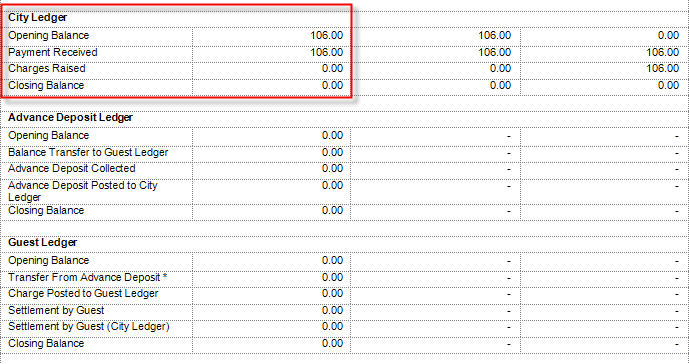 City Ledger
Opening Balance 106.00 106.00 0.00
Payment Received 106.00 106.00 106.00
Charges Raised 0.00 0.00 106.00
Closing Balance 0.00 0.00 0.00
Advance Deposit Ledger
Opening Balance 0.00 - -
Balance Transfer to Guest Ledger 0.00 - -
Advance Deposit Collected 0.00 - -
Advance Deposit Posted to City 0.00 - -
Ledger
Closing Balance 0.00 - -
Guest Ledger
Opening Balance 0.00 - -
Transfer From Advance Deposit * 0.00 - -
Charge Posted to Guest Ledger 0.00 - -
Settlement by Guest 0.00 - -
Settlement by Guest (City Ledger) 0.00 - -
Closing Balance 0.00 - -